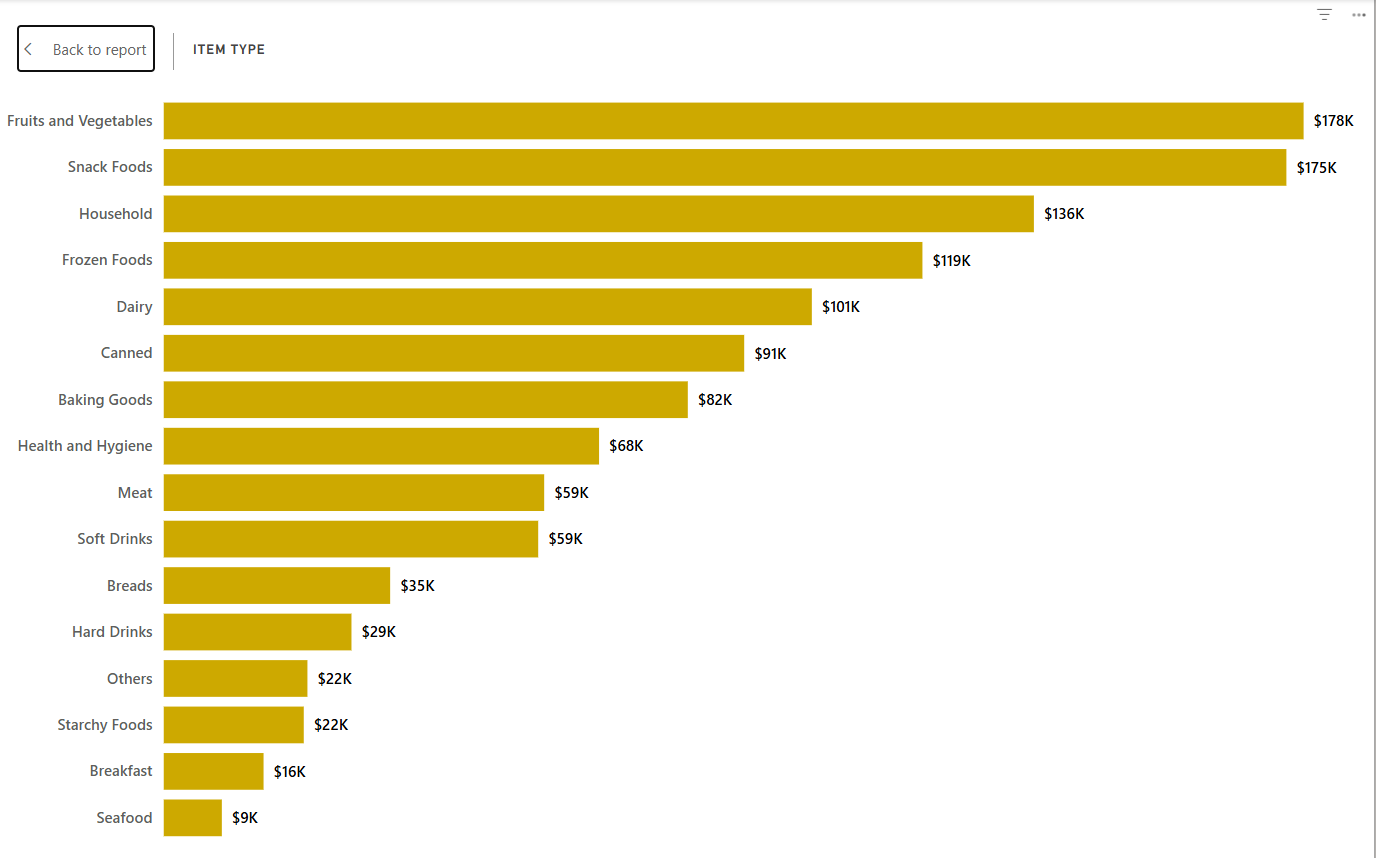 Back to report
ITEM TYPE
Fruits and Vegetables $178K
Snack Foods $175K
Household $136K
Frozen Foods $119K
Dairy $101K
Canned $91K
Baking Goods $82K
Health and Hygiene $68K
Meat $59K
Soft Drinks $59K
Breads $35K
Hard Drinks $29K
Others $22K
Starchy Foods $22K
Breakfast $16K
Seafood $9K